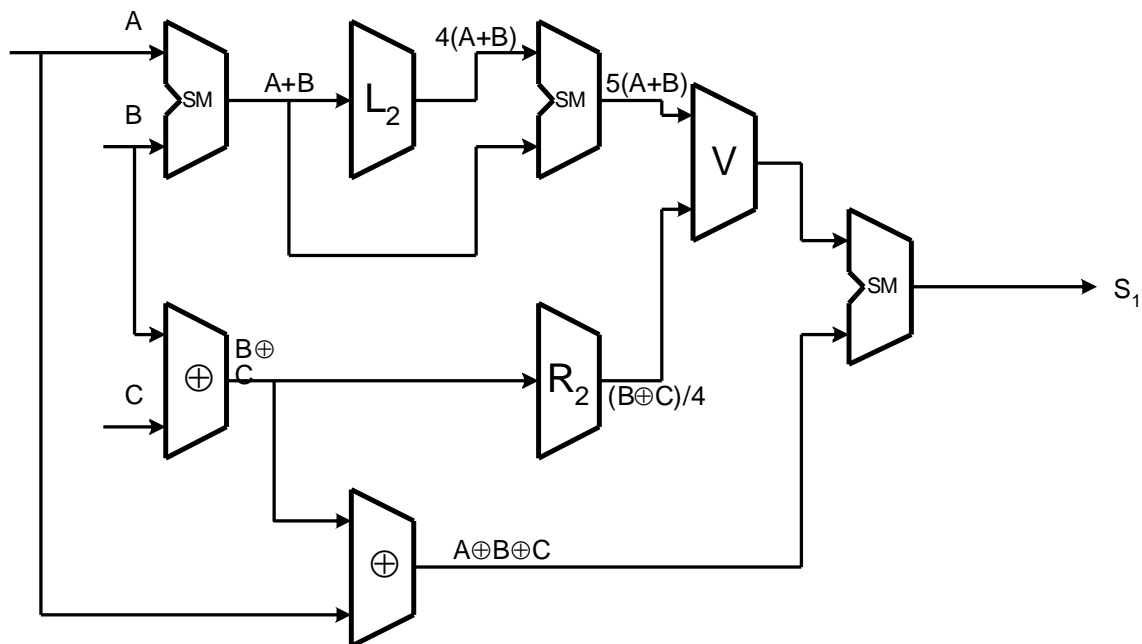 A
4(A+B)
A+B
5(A+B)
SM
L2
SM
B
V
SM
S1
B⊕
C
⊕
R2
C
(B⊕C)/4
A⊕B⊕C
⊕